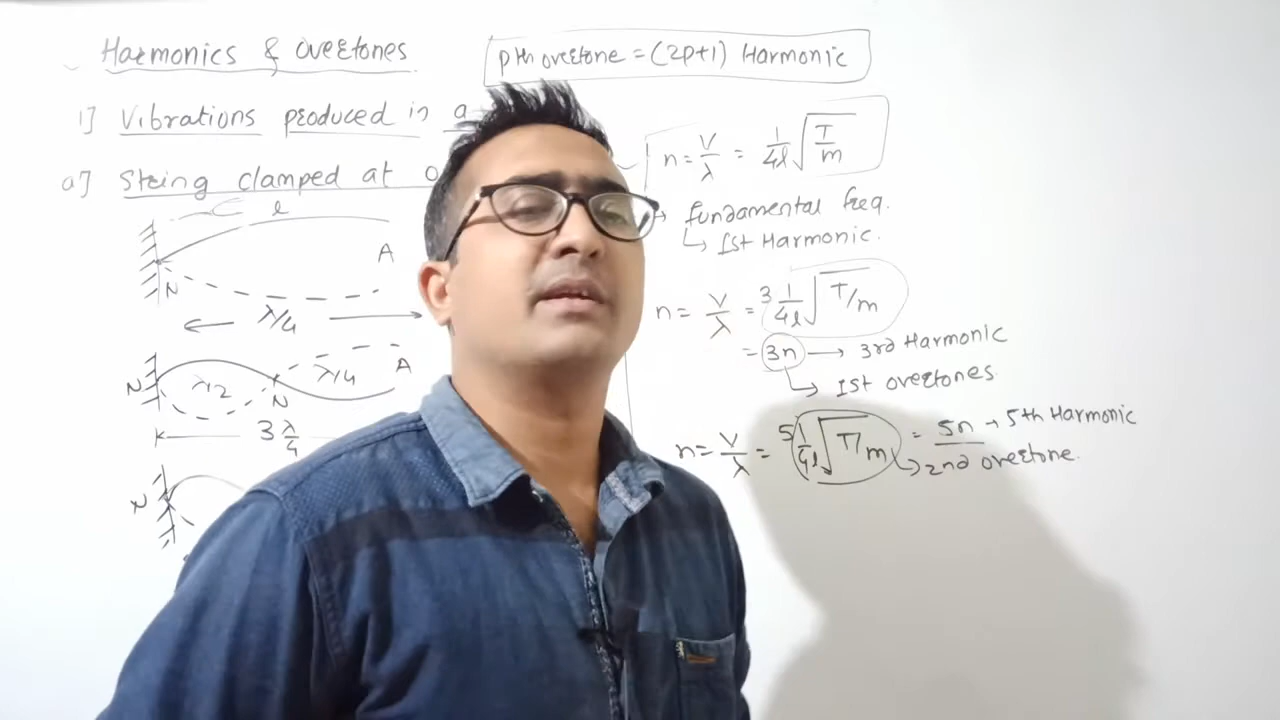 Harmonics & overtones
pth overtone = (2p+1) Harmonic
1] Vibrations produced in a
a] String clamped at
l
N
A
λ/4
N
λ/2
N
λ/4
A
3 λ/4
N
n = V/λ = 1/4l √T/m
fundamental freq.
↳ 1st Harmonic.
n = V/λ = 3 1/4l √T/m
= 3n → 3rd Harmonic
↳ 1st overtones
n = V/λ = 5 1/4l √T/m = 5n → 5th Harmonic
↳ 2nd overtone.